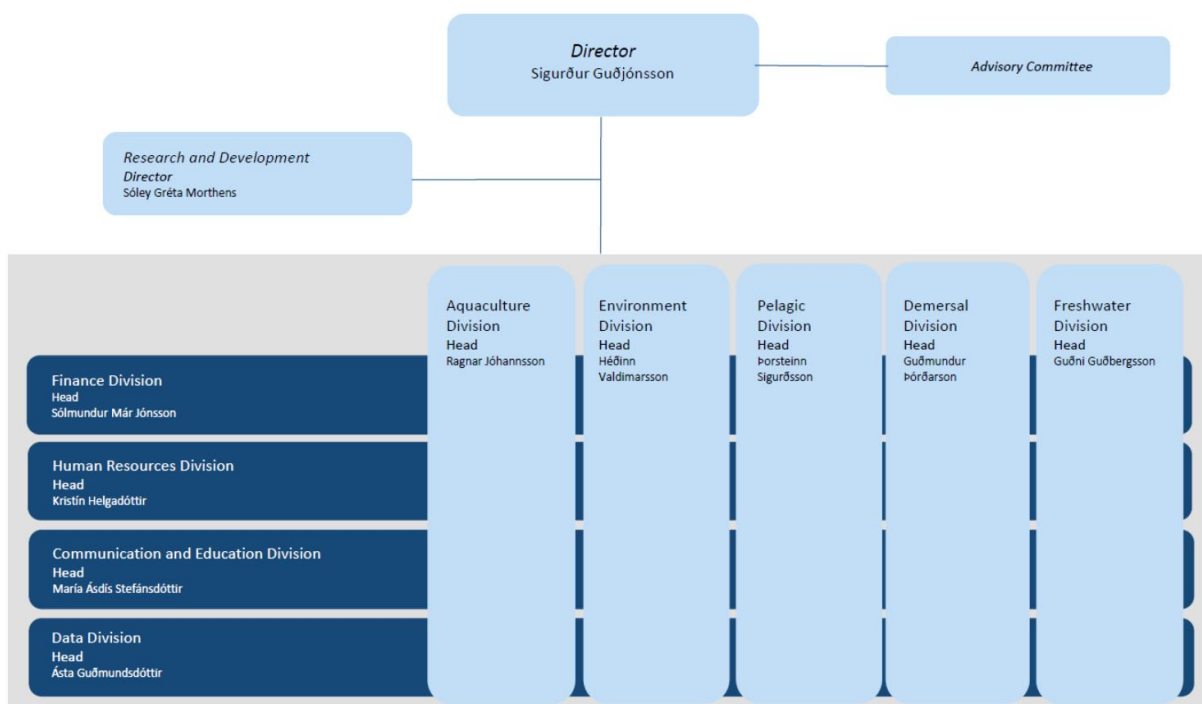 Director
Sigurður Guðjónsson
Advisory Committee
Research and Development
Director
Sóley Gréta Morthens
Aquaculture
Division
Head
Ragnar Jóhannsson
Environment
Division
Head
Héðinn
Valdimarsson
Pelagic
Division
Head
Þorsteinn
Sigurðsson
Demersal
Division
Head
Guðmundur
Þórðarson
Freshwater
Division
Head
Guðni Guðbergsson
Finance Division
Head
Sólmundur Már Jónsson
Human Resources Division
Head
Kristín Helgadóttir
Communication and Education Division
Head
María Ásdís Stefánsdóttir
Data Division
Head
Ásta Guðmundsdóttir